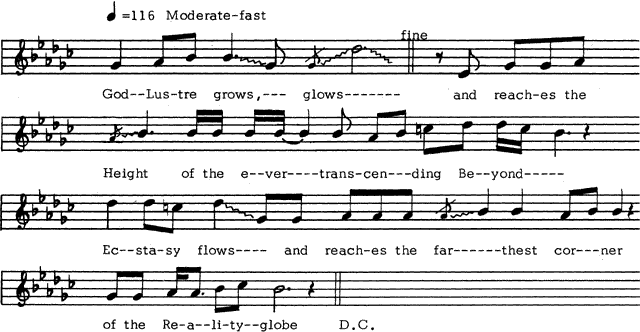 ♩=116 Moderate-fast
fine
God--Lus-tre grows,--- glows------- and reach-es the
Height of the e--ver----trans-cen---ding Be--yond-----
Ec--sta-sy flows---- and reach-es the far------thest cor---ner
of the Re-a--li-ty--globe D.C.